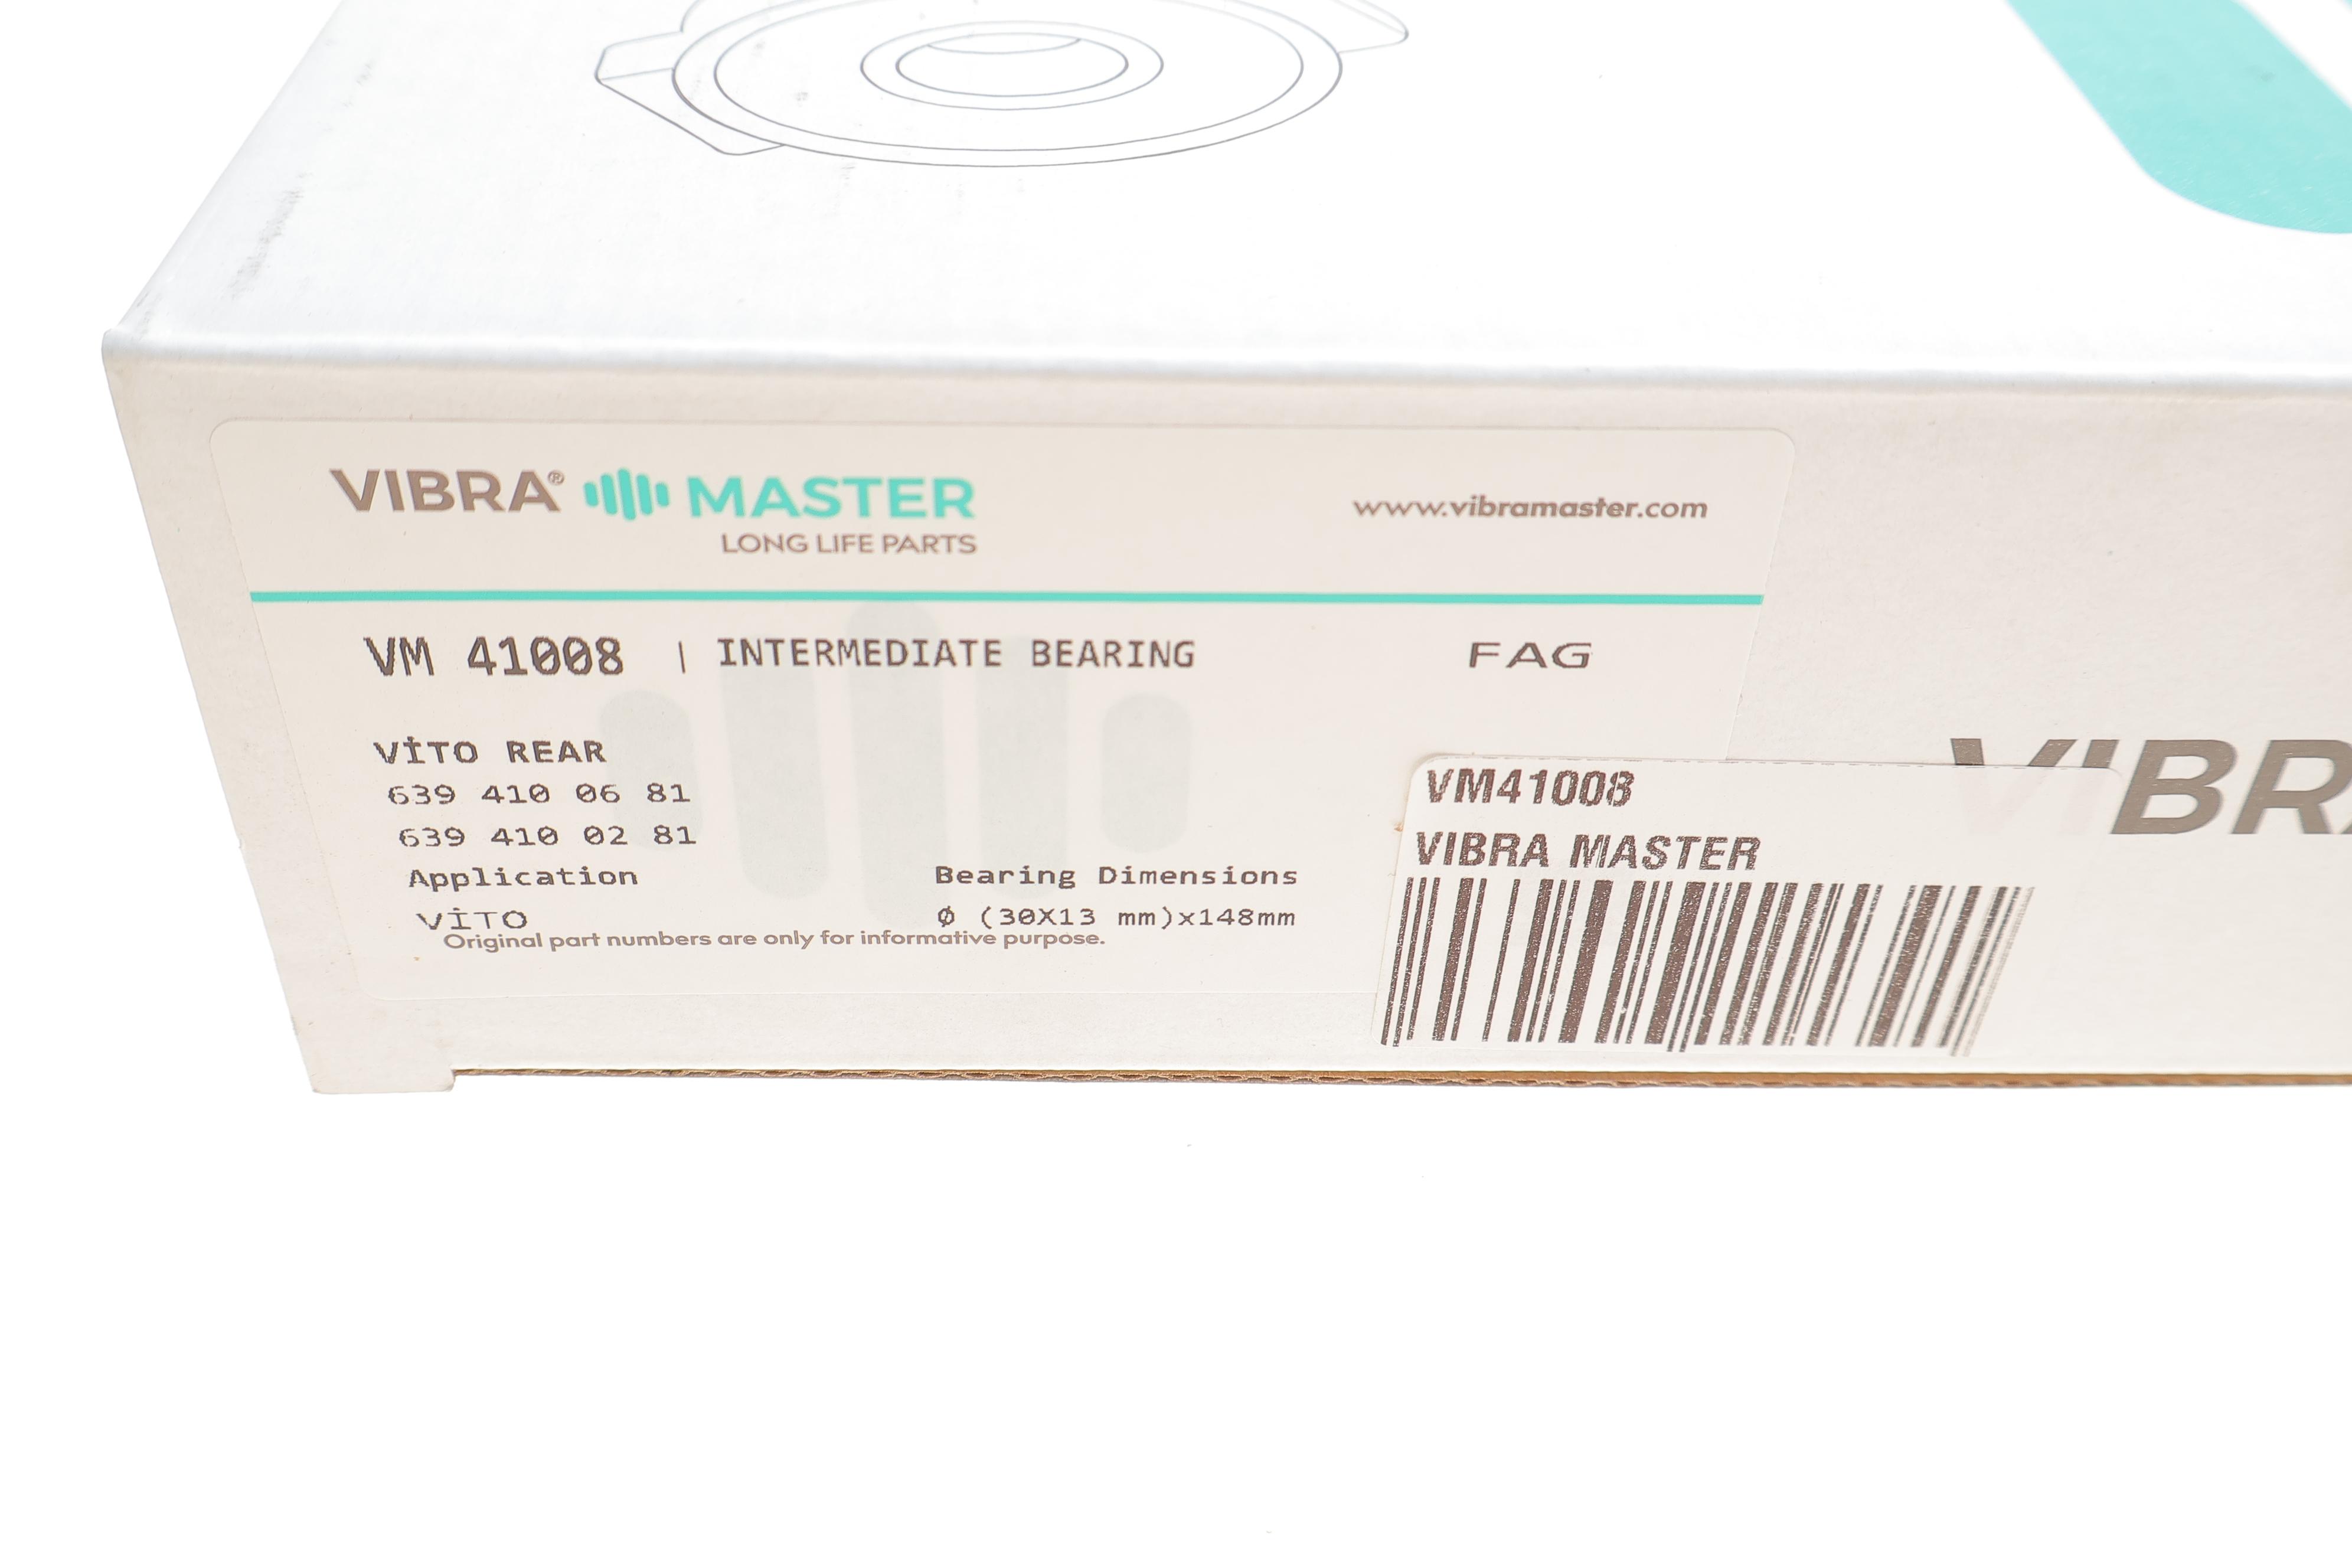 VIBRA® MASTER
LONG LIFE PARTS
www.vibramaster.com
VM 41008 | INTERMEDIATE BEARING FAG
VİTO REAR
639 410 06 81
639 410 02 81
Application
VİTO
Bearing Dimensions
Ø (30X13 mm)x148mm
Original part numbers are only for informative purpose.
VM41008
VIBRA MASTER
VIBR